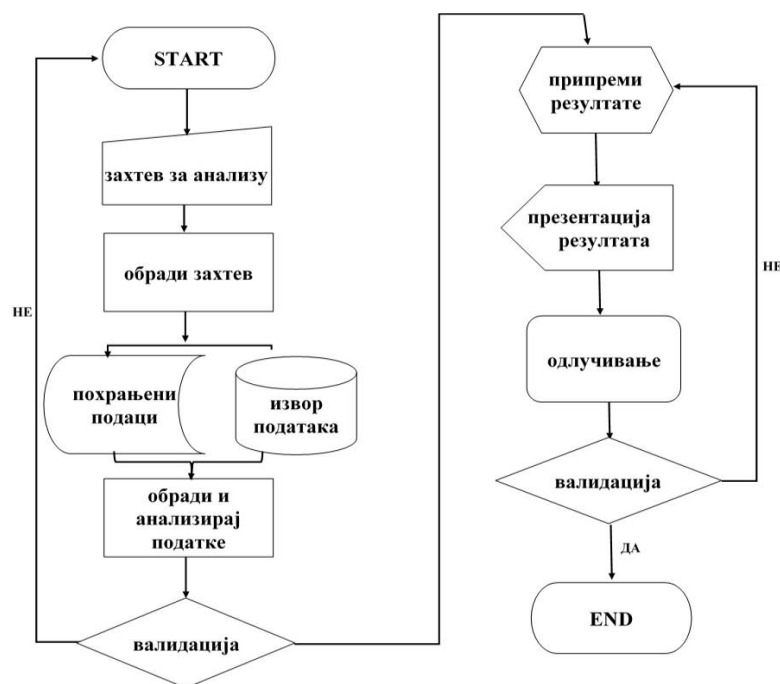 START
захтев за анализу
обради захтев
похрањени
подаци
извор
података
обради и
анализирај
податке
валидација
НЕ
припреми
резултате
презентација
резултата
одлучивање
валидација
НЕ
ДА
END